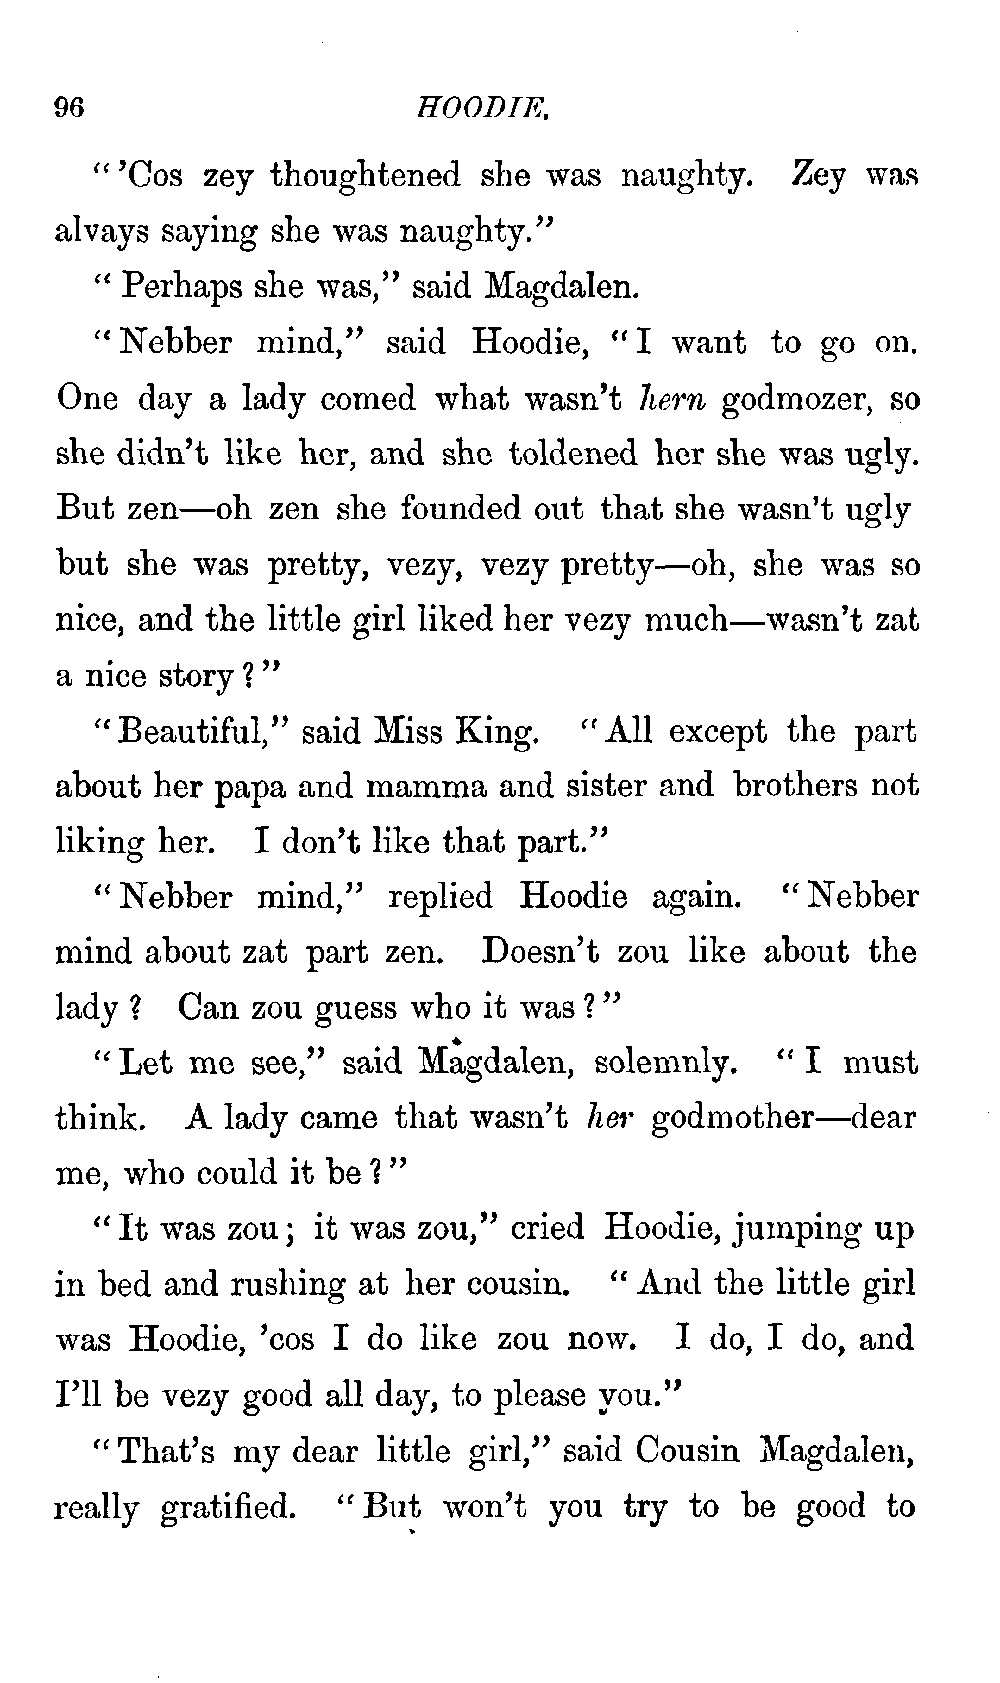 96 HOODIE.
"'Cos zey thoughtened she was naughty. Zey was
alvays saying she was naughty."
"Perhaps she was," said Magdalen.
"Nebber mind," said Hoodie, "I want to go on.
One day a lady comed what wasn't hern godmozer, so
she didn't like her, and she toldened her she was ugly.
But zen—oh zen she founded out that she wasn't ugly
but she was pretty, vezy, vezy pretty—oh, she was so
nice, and the little girl liked her vezy much—wasn't zat
a nice story?"
"Beautiful," said Miss King. "All except the part
about her papa and mamma and sister and brothers not
liking her. I don't like that part."
"Nebber mind," replied Hoodie again. "Nebber
mind about zat part zen. Doesn't zou like about the
lady? Can zou guess who it was?"
"Let me see," said Magdalen, solemnly. "I must
think. A lady came that wasn't her godmother—dear
me, who could it be?"
"It was zou; it was zou," cried Hoodie, jumping up
in bed and rushing at her cousin. "And the little girl
was Hoodie, 'cos I do like zou now. I do, I do, and
I'll be vezy good all day, to please you."
"That's my dear little girl," said Cousin Magdalen,
really gratified. "But won't you try to be good to